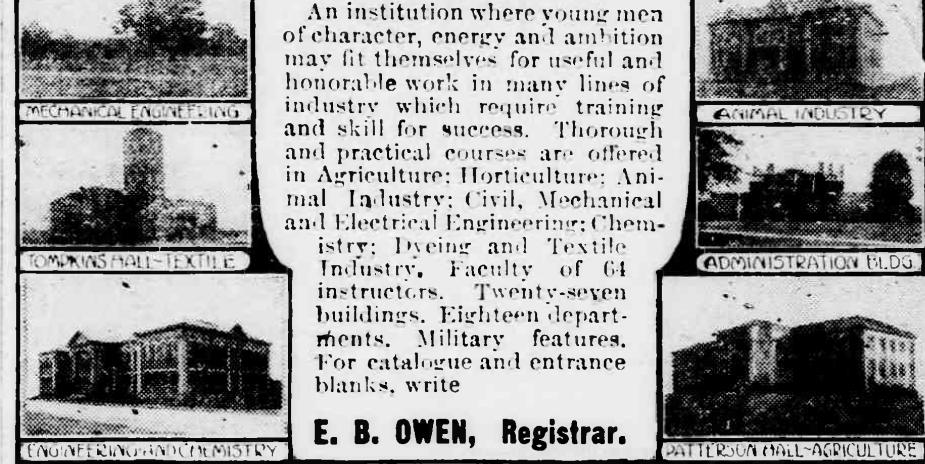 An institution where young men
of character, energy and ambition
may fit themselves for useful and
honorable work in many lines of
industry which require training
and skill for success. Thorough
and practical courses are offered
in Agriculture; Horticulture; Ani-
mal Industry; Civil, Mechanical
and Electrical Engineering; Chem-
istry; Dyeing and Textile
Industry. Faculty of 64
instructors. Twenty-seven
buildings. Eighteen depart-
ments. Military features.
For catalogue and entrance
blanks, write
E. B. OWEN, Registrar.
MECHANICAL ENGINEERING
TOMPKINS HALL-TEXTILE
ENGINEERING AND CHEMISTRY
ANIMAL INDUSTRY
ADMINISTRATION BLDG.
PATTERSON HALL-AGRICULTURE